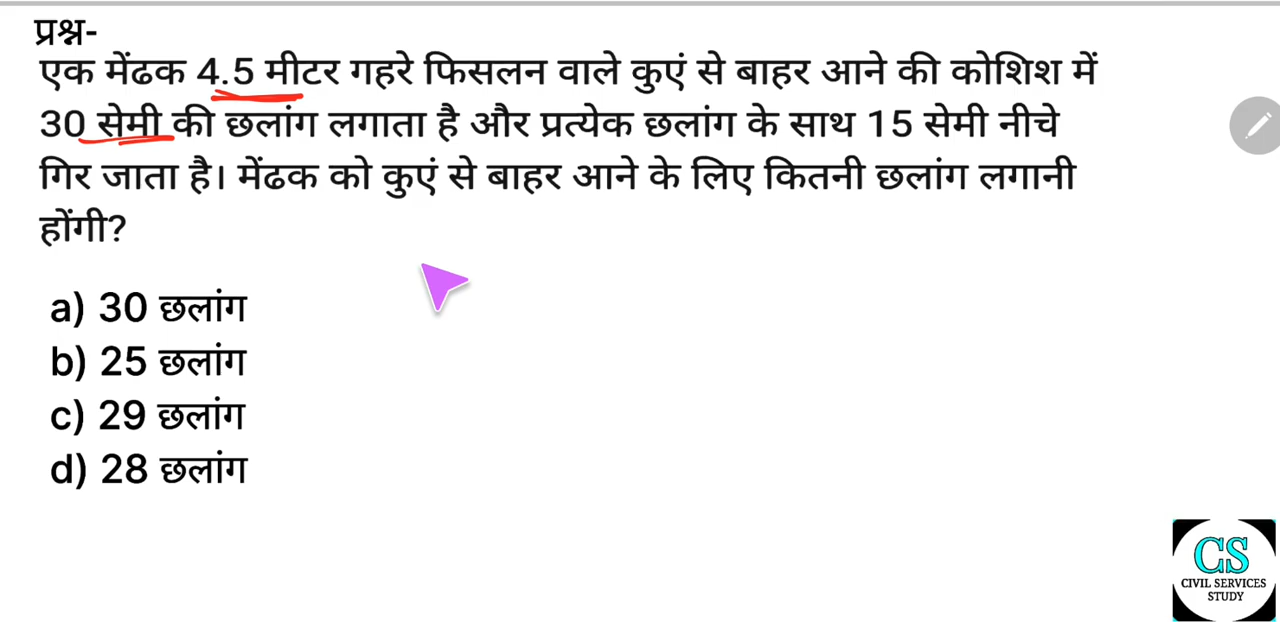 प्रश्न-
एक मेंढक 4.5 मीटर गहरे फिसलन वाले कुएं से बाहर आने की कोशिश में
30 सेमी की छलांग लगाता है और प्रत्येक छलांग के साथ 15 सेमी नीचे
गिर जाता है। मेंढक को कुएं से बाहर आने के लिए कितनी छलांग लगानी
होंगी?
a) 30 छलांग
b) 25 छलांग
c) 29 छलांग
d) 28 छलांग
CS
CIVIL SERVICES
STUDY